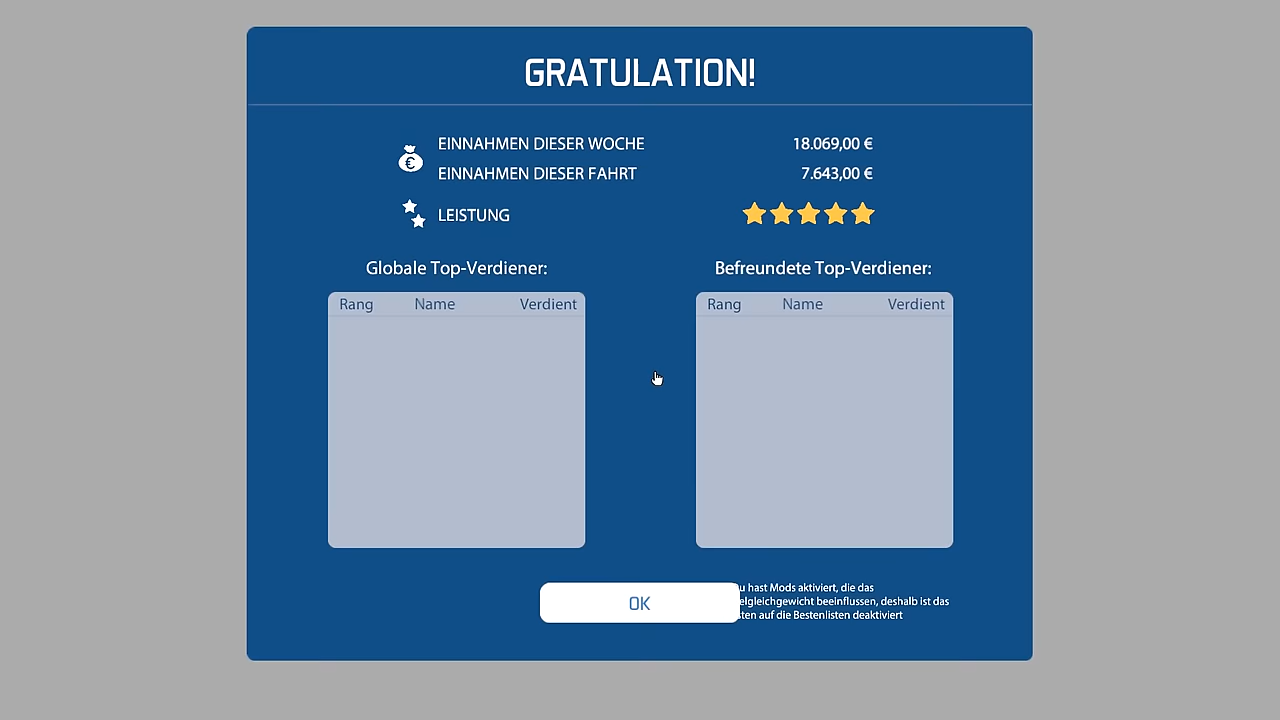 GRATULATION!
EINNAHMEN DIESER WOCHE 18.069,00 €
EINNAHMEN DIESER FAHRT 7.643,00 €
LEISTUNG
Globale Top-Verdiener:
Rang Name Verdient
Befreundete Top-Verdiener:
Rang Name Verdient
OK
hast Mods aktiviert, die das
beeinflussen, deshalb ist das
auf die Bestenlisten deaktiviert